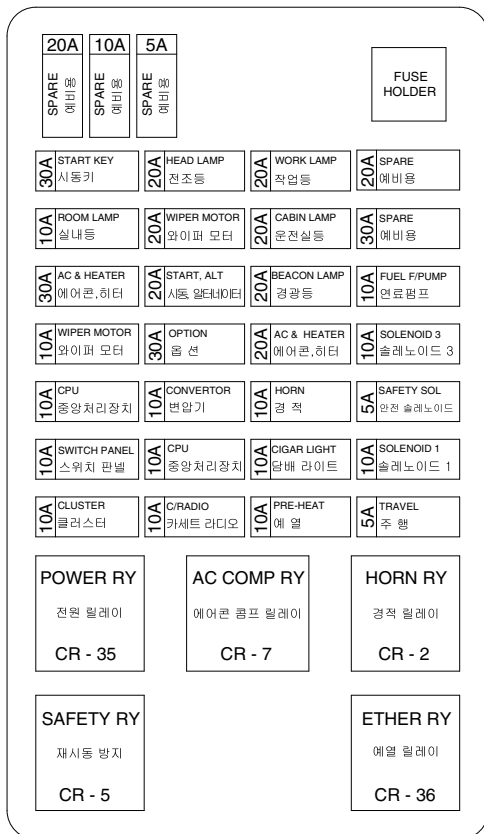 20A 10A 5A
SPARE 예비용 SPARE 예비용 SPARE 예비용
FUSE
HOLDER
30A START KEY 시동키
20A HEAD LAMP 전조등
20A WORK LAMP 작업등
20A SPARE 예비용
10A ROOM LAMP 실내등
20A WIPER MOTOR 와이퍼 모터
20A CABIN LAMP 운전실등
30A SPARE 예비용
30A AC & HEATER 에어콘,히터
20A START, ALT 시동, 알터네이터
20A BEACON LAMP 경광등
10A FUEL F/PUMP 연료펌프
10A WIPER MOTOR 와이퍼 모터
30A OPTION 옵 션
20A AC & HEATER 에어콘,히터
10A SOLENOID 3 솔레노이드 3
10A CPU 중앙처리장치
10A CONVERTOR 변압기
10A HORN 경 적
5A SAFETY SOL 안전 솔레노이드
10A SWITCH PANEL 스위치 판넬
10A CPU 중앙처리장치
10A CIGAR LIGHT 담배 라이트
10A SOLENOID 1 솔레노이드 1
10A CLUSTER 클러스터
10A C/RADIO 카세트 라디오
10A PRE-HEAT 예 열
5A TRAVEL 주 행
POWER RY
전원 릴레이
CR - 35
AC COMP RY
에어콘 콤프 릴레이
CR - 7
HORN RY
경적 릴레이
CR - 2
SAFETY RY
재시동 방지
CR - 5
ETHER RY
예열 릴레이
CR - 36